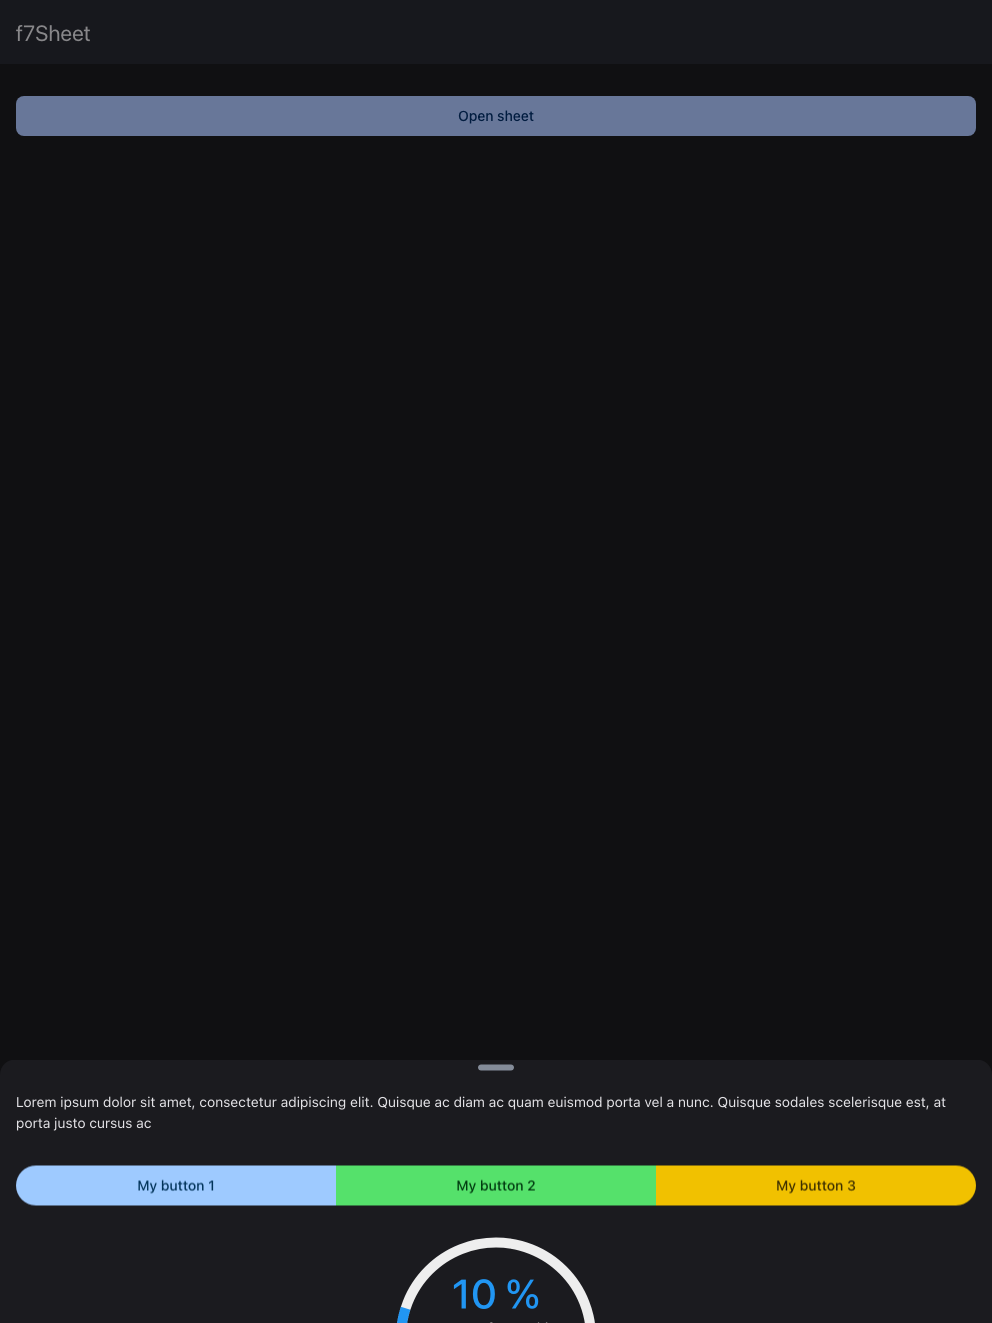 f7Sheet
Open sheet
Lorem ipsum dolor sit amet, consectetur adipiscing elit. Quisque ac diam ac quam euismod porta vel a nunc. Quisque sodales scelerisque est, at
porta justo cursus ac
My button 1
My button 2
My button 3
10 %